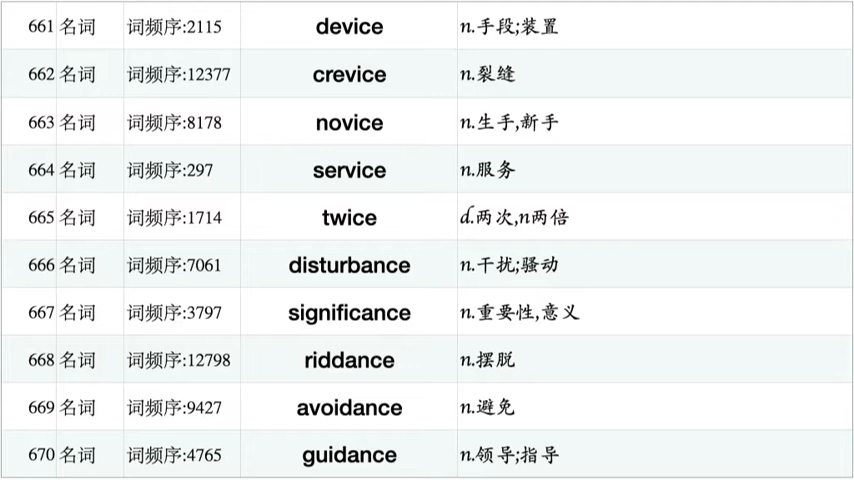 661 名词 词频序:2115 device n.手段;装置
662 名词 词频序:12377 crevice n.裂缝
663 名词 词频序:8178 novice n.生手,新手
664 名词 词频序:297 service n.服务
665 名词 词频序:1714 twice d.两次,n两倍
666 名词 词频序:7061 disturbance n.干扰;骚动
667 名词 词频序:3797 significance n.重要性,意义
668 名词 词频序:12798 riddance n.摆脱
669 名词 词频序:9427 avoidance n.避免
670 名词 词频序:4765 guidance n.领导;指导